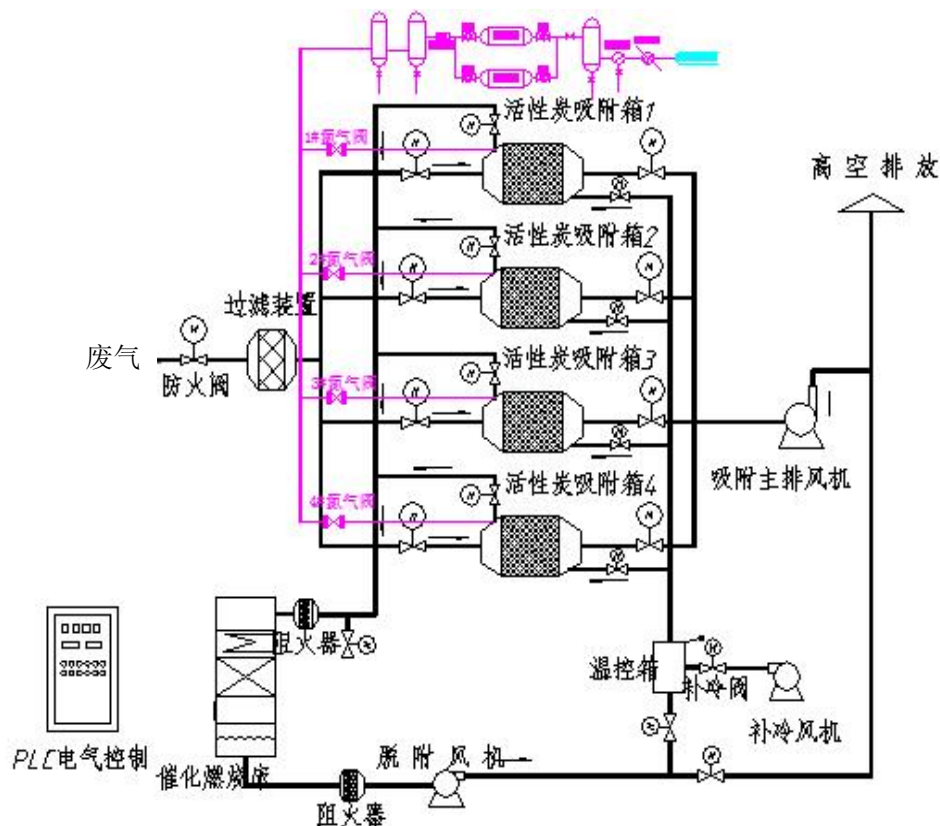 活性炭吸附箱1
1#氮气阀
高空排放
活性炭吸附箱2
2#氮气阀
过滤装置
废气
防火阀
活性炭吸附箱3
3#氮气阀
吸附主排风机
活性炭吸附箱4
4#氮气阀
阻火器
温控箱
补冷阀
补冷风机
PLC电气控制
催化燃烧床
脱附风机
阻火器